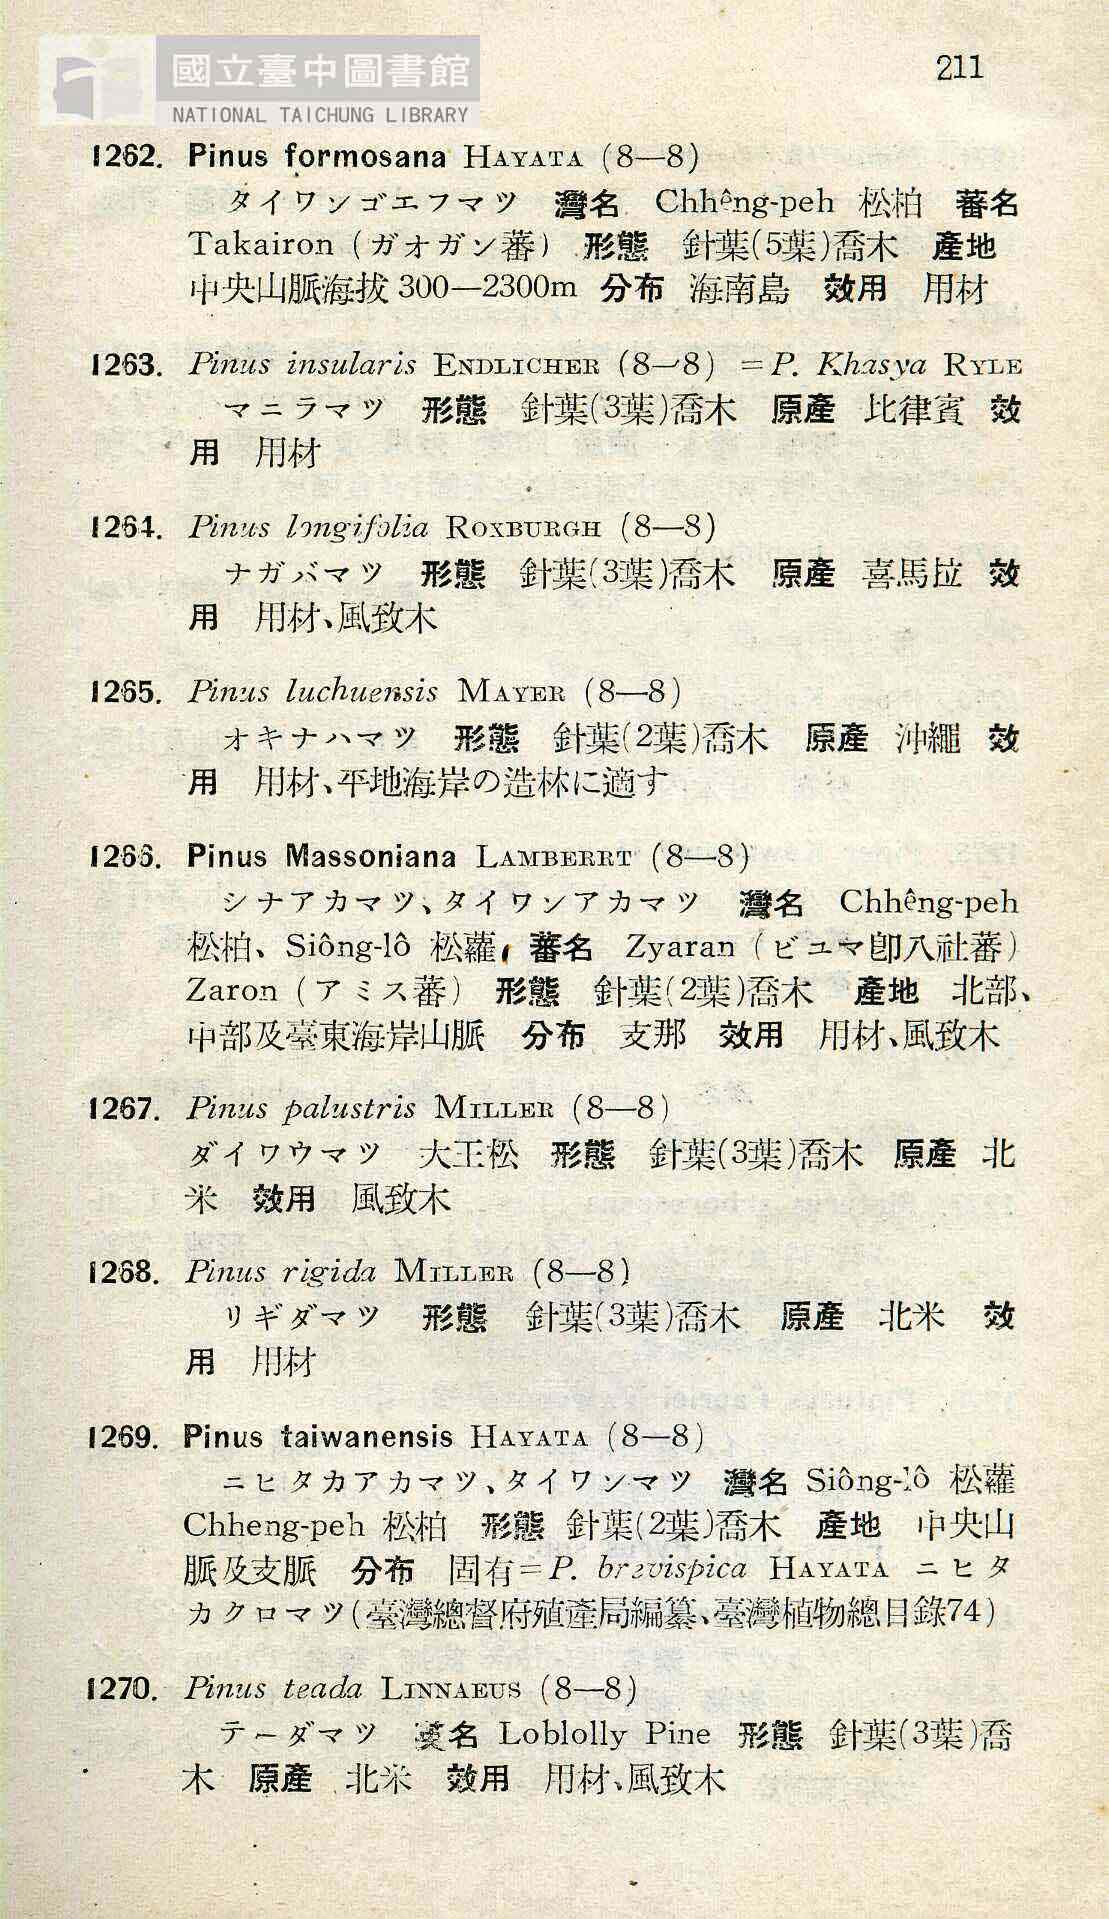 國立臺中圖書館
NATIONAL TAICHUNG LIBRARY
211
1262. Pinus formosana HAYATA (8—8)
タイワンゴエフマツ 灣名 Chhêng-peh 松柏 蕃名
Takairon (ガオガン蕃) 形態 針葉(5葉)喬木 產地
中央山脈海拔 300—2300m 分布 海南島 效用 用材
1263. Pinus insularis ENDLICHER (8—8) =P. Khasya RYLE
マニラマツ 形態 針葉(3葉)喬木 原產 比律賓 效
用 用材
1264. Pinus longifolia ROXBURGH (8—8)
ナガバマツ 形態 針葉(3葉)喬木 原產 喜馬拉 效
用 用材、風致木
1265. Pinus luchuensis MAYER (8—8)
オキナハマツ 形態 針葉(2葉)喬木 原產 沖繩 效
用 用材、平地海岸の造林に適す
1266. Pinus Massoniana LAMBERRT (8—8)
シナアカマツ、タイワンアカマツ 灣名 Chhêng-peh
松柏、Siông-lô 松蘿, 蕃名 Zyaran (ピユマ卽八社蕃)
Zaron (アミス蕃) 形態 針葉(2葉)喬木 產地 北部、
中部及臺東海岸山脈 分布 支那 效用 用材、風致木
1267. Pinus palustris MILLER (8—8)
ダイワウマツ 大王松 形態 針葉(3葉)喬木 原產 北
米 效用 風致木
1268. Pinus rigida MILLER (8—8)
リギダマツ 形態 針葉(3葉)喬木 原產 北米 效
用 用材
1269. Pinus taiwanensis HAYATA (8—8)
ニヒタカアカマツ、タイワンマツ 灣名 Siông-lô 松蘿
Chheng-peh 松柏 形態 針葉(2葉)喬木 產地 中央山
脈及支脈 分布 固有=P. brevispica HAYATA ニヒタ
カクロマツ(臺灣總督府殖產局編纂、臺灣植物總目錄74)
1270. Pinus teada LINNAEUS (8—8)
テーダマツ 英名 Loblolly Pine 形態 針葉(3葉)喬
木 原產 北米 效用 用材、風致木